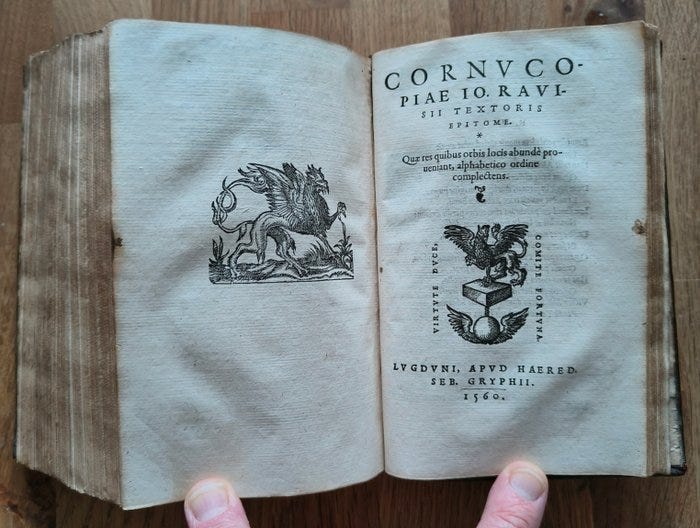 CORNVCO-
PIAE IO. RAVI-
SII TEXTORIS
EPITOME.
*
Quæ res quibus orbis locis abundè pro-
ueniant, alphabetico ordine
complectens.
VIRTVTE DVCE,
COMITE FORTVNA.
LVGDVNI, APVD HAERED.
SEB. GRYPHII.
1560.